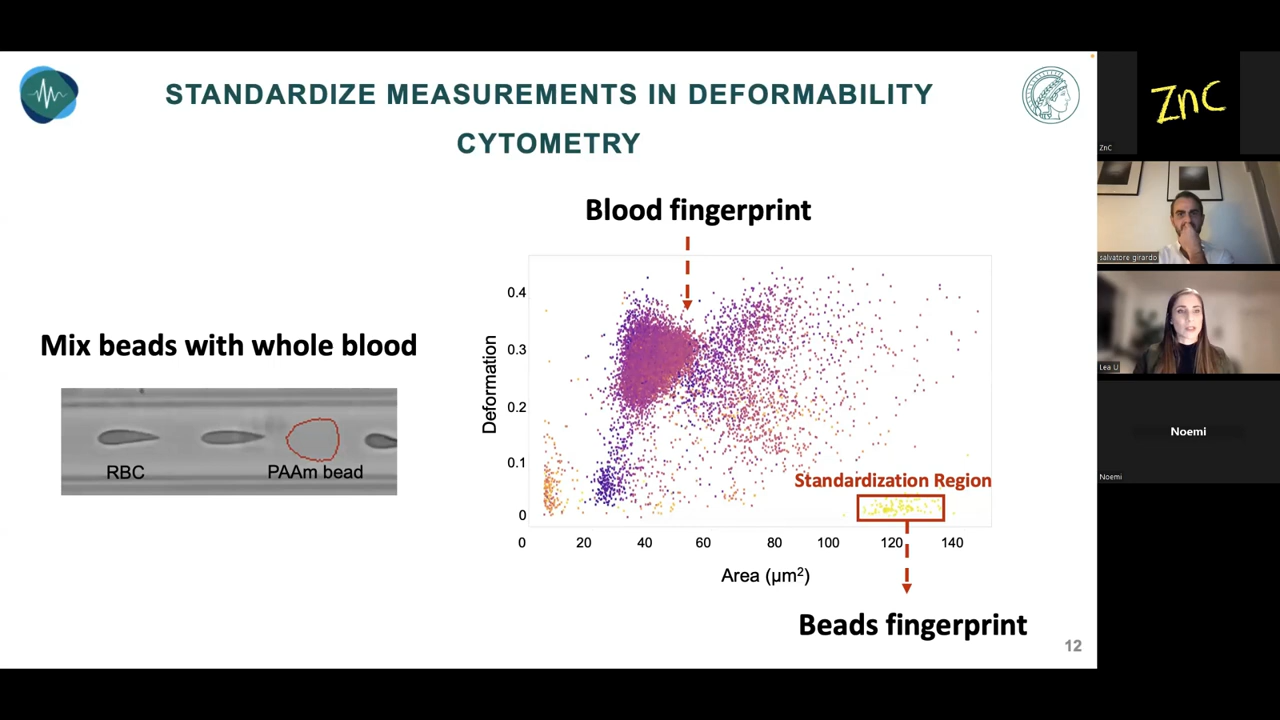 STANDARDIZE MEASUREMENTS IN DEFORMABILITY
CYTOMETRY
Mix beads with whole blood
RBC
PAAm bead
Blood fingerprint
Deformation
0.4
0.3
0.2
0.1
0
0
20
40
60
80
100
120
140
Area (µm²)
Standardization Region
Beads fingerprint
12
ZnC
ZnC
salvatore girardo
Lea U
Noemi
Noemi